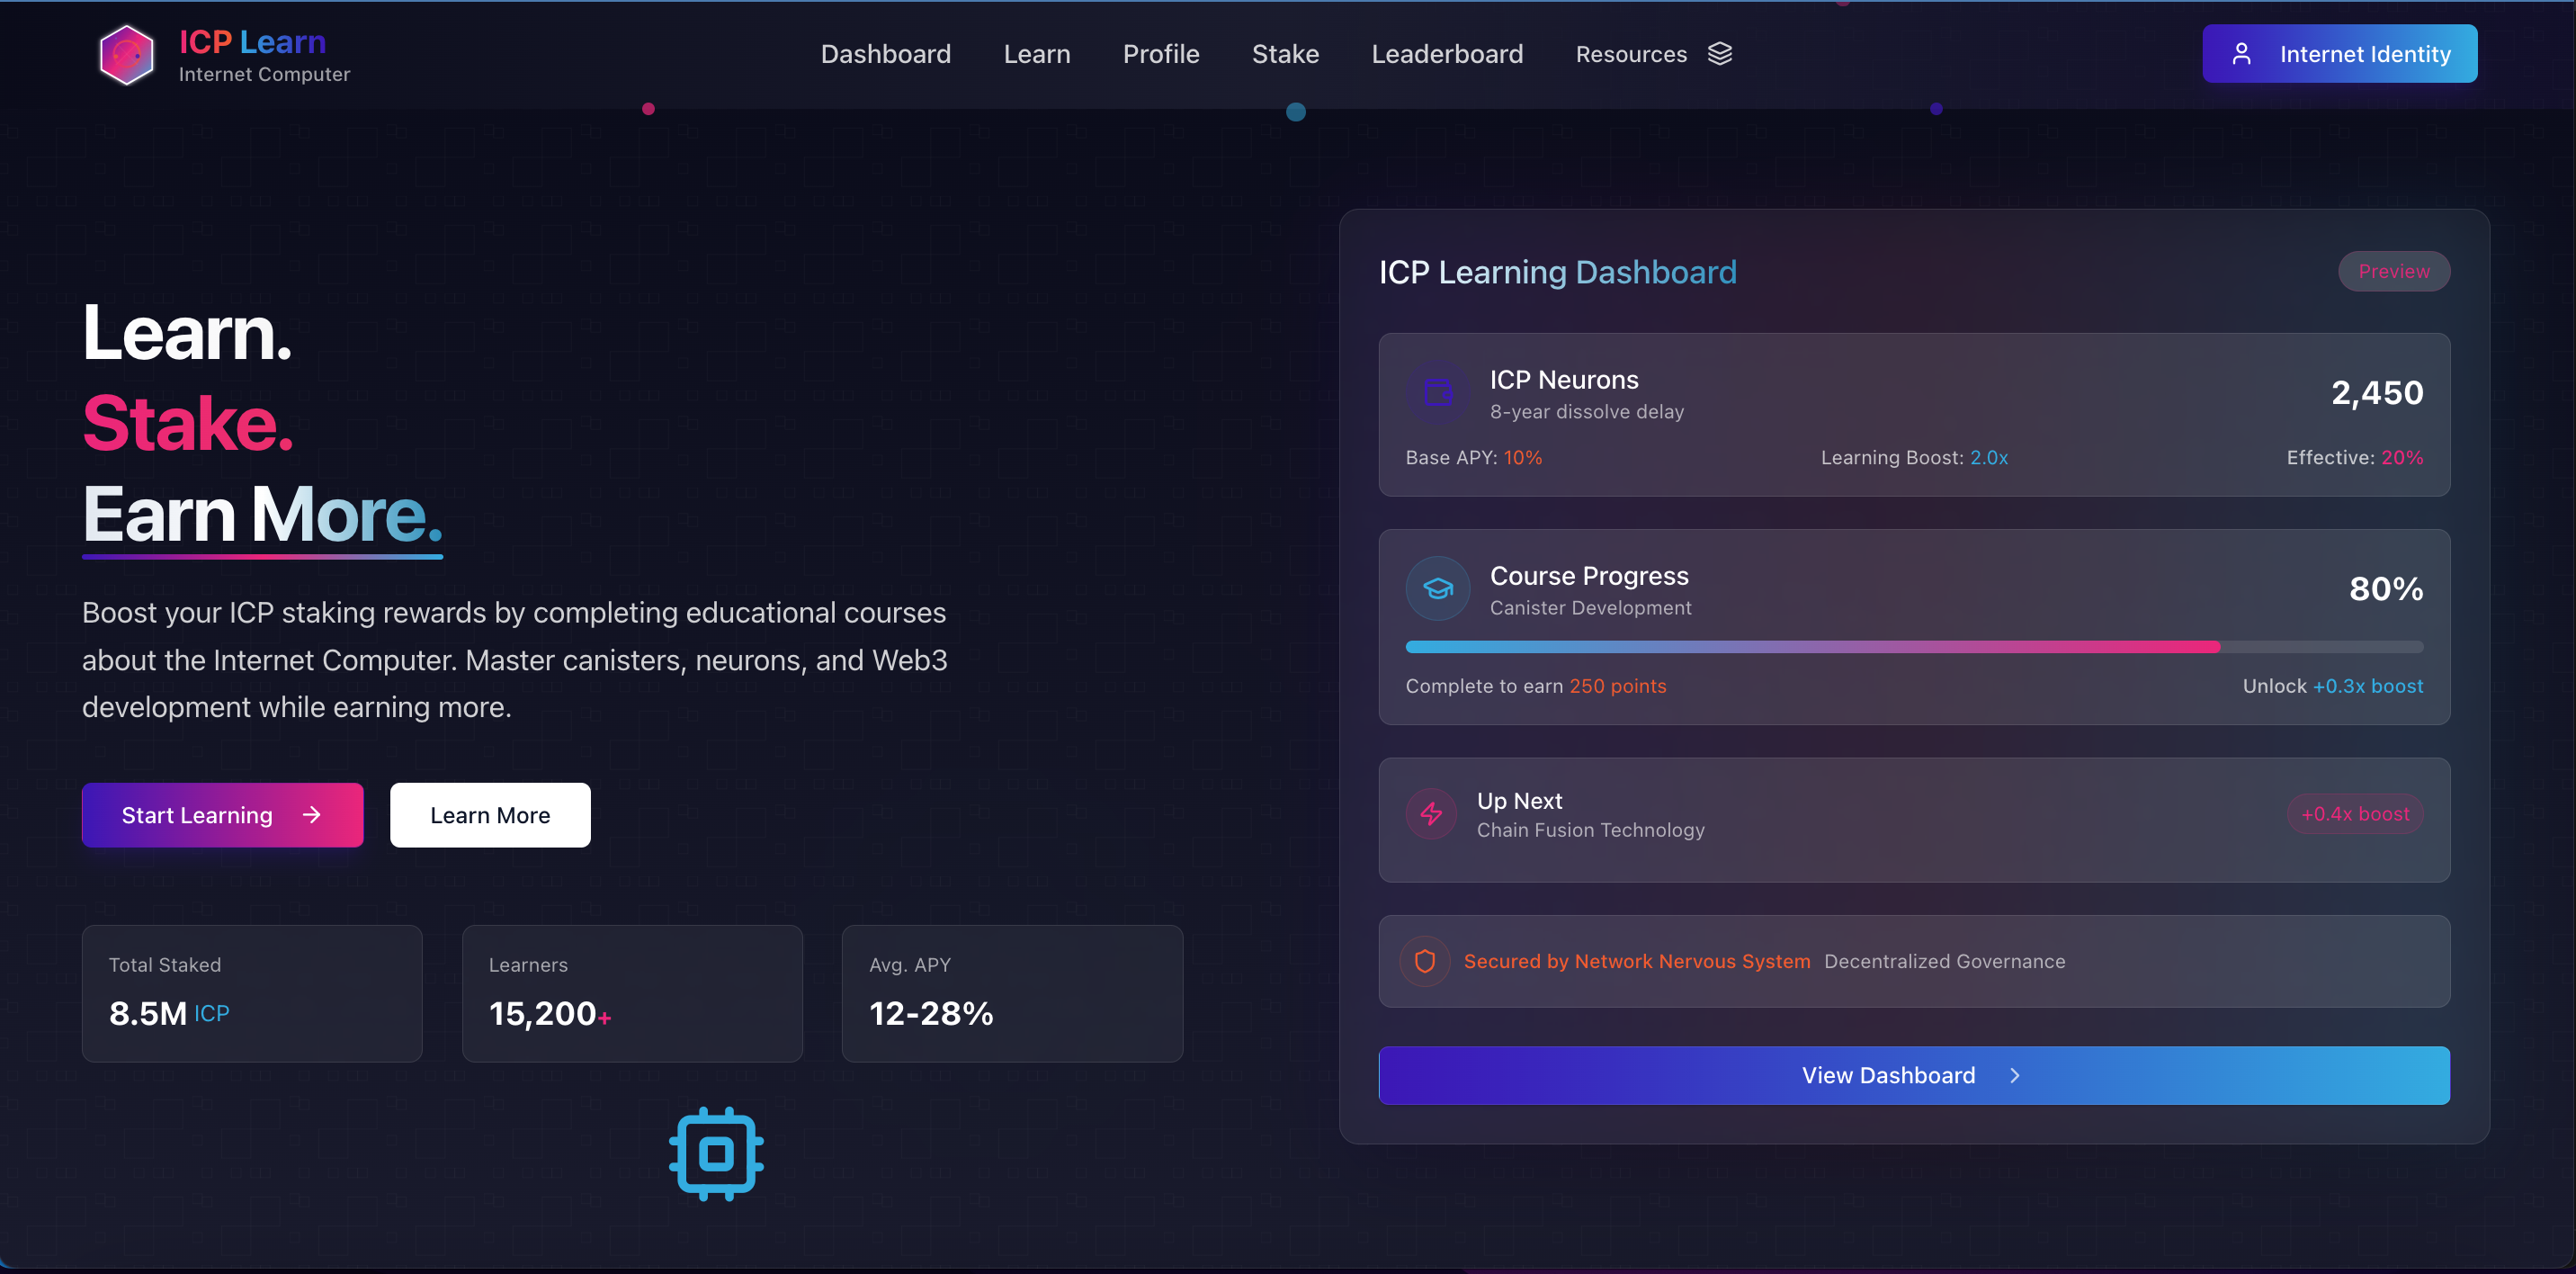 ICP Learn
Internet Computer
Dashboard Learn Profile Stake Leaderboard Resources
Internet Identity
Learn.
Stake.
Earn More.
Boost your ICP staking rewards by completing educational courses
about the Internet Computer. Master canisters, neurons, and Web3
development while earning more.
Start Learning
Learn More
Total Staked
8.5M ICP
Learners
15,200+
Avg. APY
12-28%
ICP Learning Dashboard
Preview
ICP Neurons
8-year dissolve delay
2,450
Base APY: 10%
Learning Boost: 2.0x
Effective: 20%
Course Progress
Canister Development
80%
Complete to earn 250 points
Unlock +0.3x boost
Up Next
Chain Fusion Technology
+0.4x boost
Secured by Network Nervous System Decentralized Governance
View Dashboard